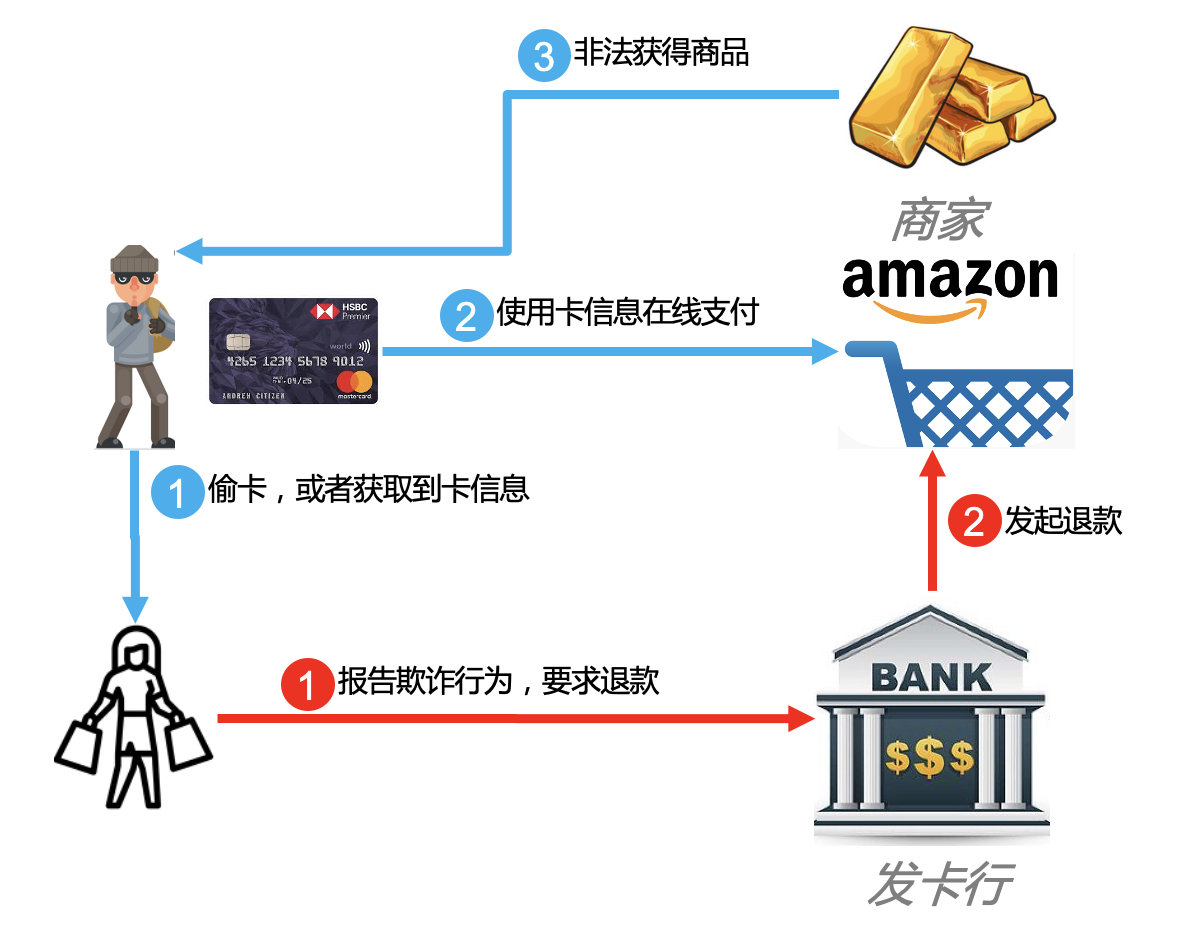 3 非法获得商品
商家
amazon
HSBC
Premier
2 使用卡信息在线支付
world
4265 1234 5678 9012
04/25
ANDREW CITIZEN
mastercard
1 偷卡，或者获取到卡信息
2 发起退款
1 报告欺诈行为，要求退款
BANK
$$$
发卡行